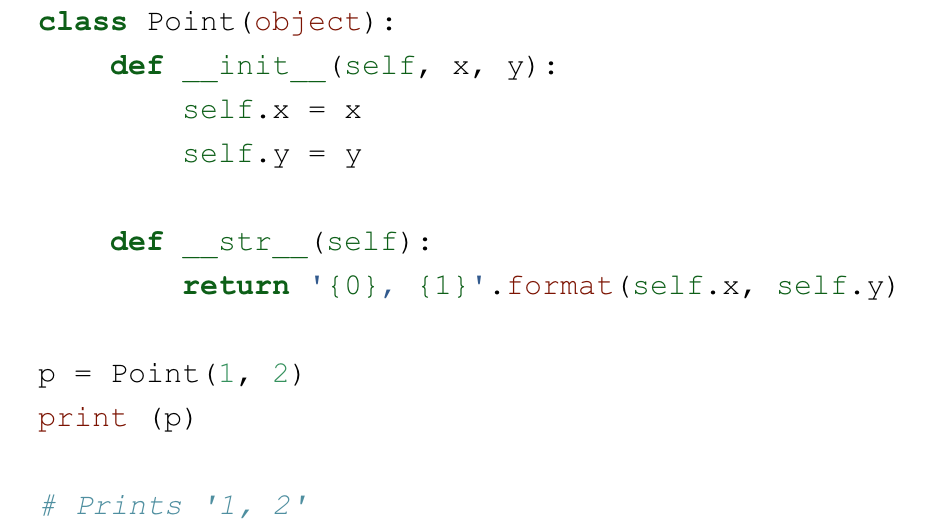 class Point(object):
    def __init__(self, x, y):
        self.x = x
        self.y = y

    def __str__(self):
        return '{0}, {1}'.format(self.x, self.y)

p = Point(1, 2)
print (p)

# Prints '1, 2'